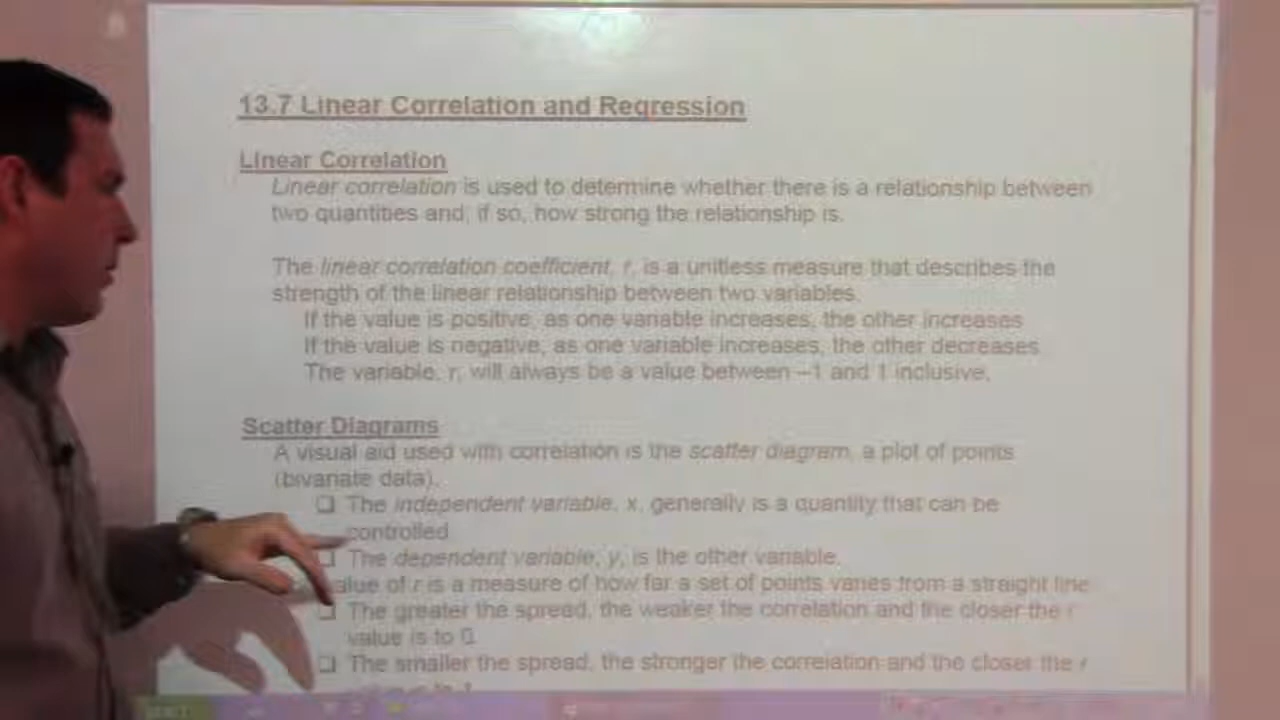 13.7 Linear Correlation and Regression
Linear Correlation
Linear correlation is used to determine whether there is a relationship between
two quantities and, if so, how strong the relationship is.
The linear correlation coefficient, r, is a unitless measure that describes the
strength of the linear relationship between two variables.
If the value is positive, as one variable increases, the other increases
If the value is negative, as one variable increases, the other decreases.
The variable, r, will always be a value between –1 and 1 inclusive.
Scatter Diagrams
A visual aid used with correlation is the scatter diagram, a plot of points
(bivariate data).
❑ The independent variable, x, generally is a quantity that can be
controlled
❑ The dependent variable, y, is the other variable.
of r is a measure of how far a set of points varies from a straight line
❑ The greater the spread, the weaker the correlation and the closer the r
value is to 0.
❑ The smaller the spread, the stronger the correlation and the closer the r